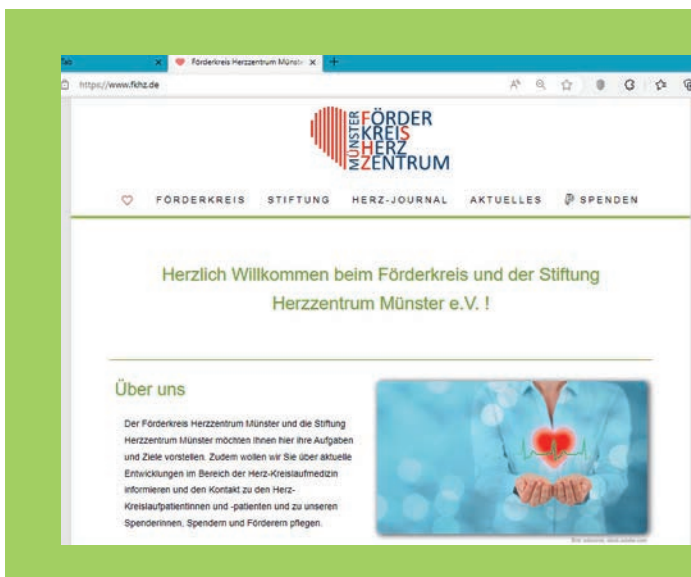 Tab
Förderkreis Herzzentrum Münste
https://www.fkhz.de
MÜNSTER
FÖRDER
KREIS
HERZ
ZENTRUM
FÖRDERKREIS STIFTUNG HERZ-JOURNAL AKTUELLES SPENDEN
Herzlich Willkommen beim Förderkreis und der Stiftung
Herzzentrum Münster e.V. !
Über uns
Der Förderkreis Herzzentrum Münster und die Stiftung
Herzzentrum Münster möchten Ihnen hier ihre Aufgaben
und Ziele vorstellen. Zudem wollen wir Sie über aktuelle
Entwicklungen im Bereich der Herz-Kreislaufmedizin
informieren und den Kontakt zu den Herz-
Kreislaufpatientinnen und -patienten und zu unseren
Spenderinnen, Spendern und Förderern pflegen.